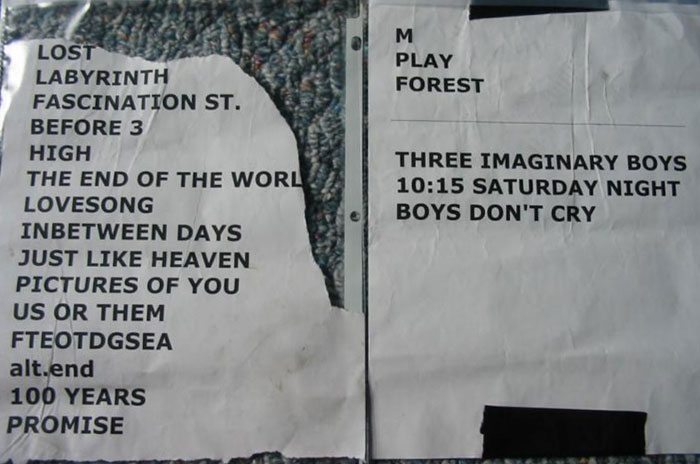 LOST
LABYRINTH
FASCINATION ST.
BEFORE 3
HIGH
THE END OF THE WORL
LOVESONG
INBETWEEN DAYS
JUST LIKE HEAVEN
PICTURES OF YOU
US OR THEM
FTEOTDGSEA
alt.end
100 YEARS
PROMISE
M
PLAY
FOREST
THREE IMAGINARY BOYS
10:15 SATURDAY NIGHT
BOYS DON'T CRY